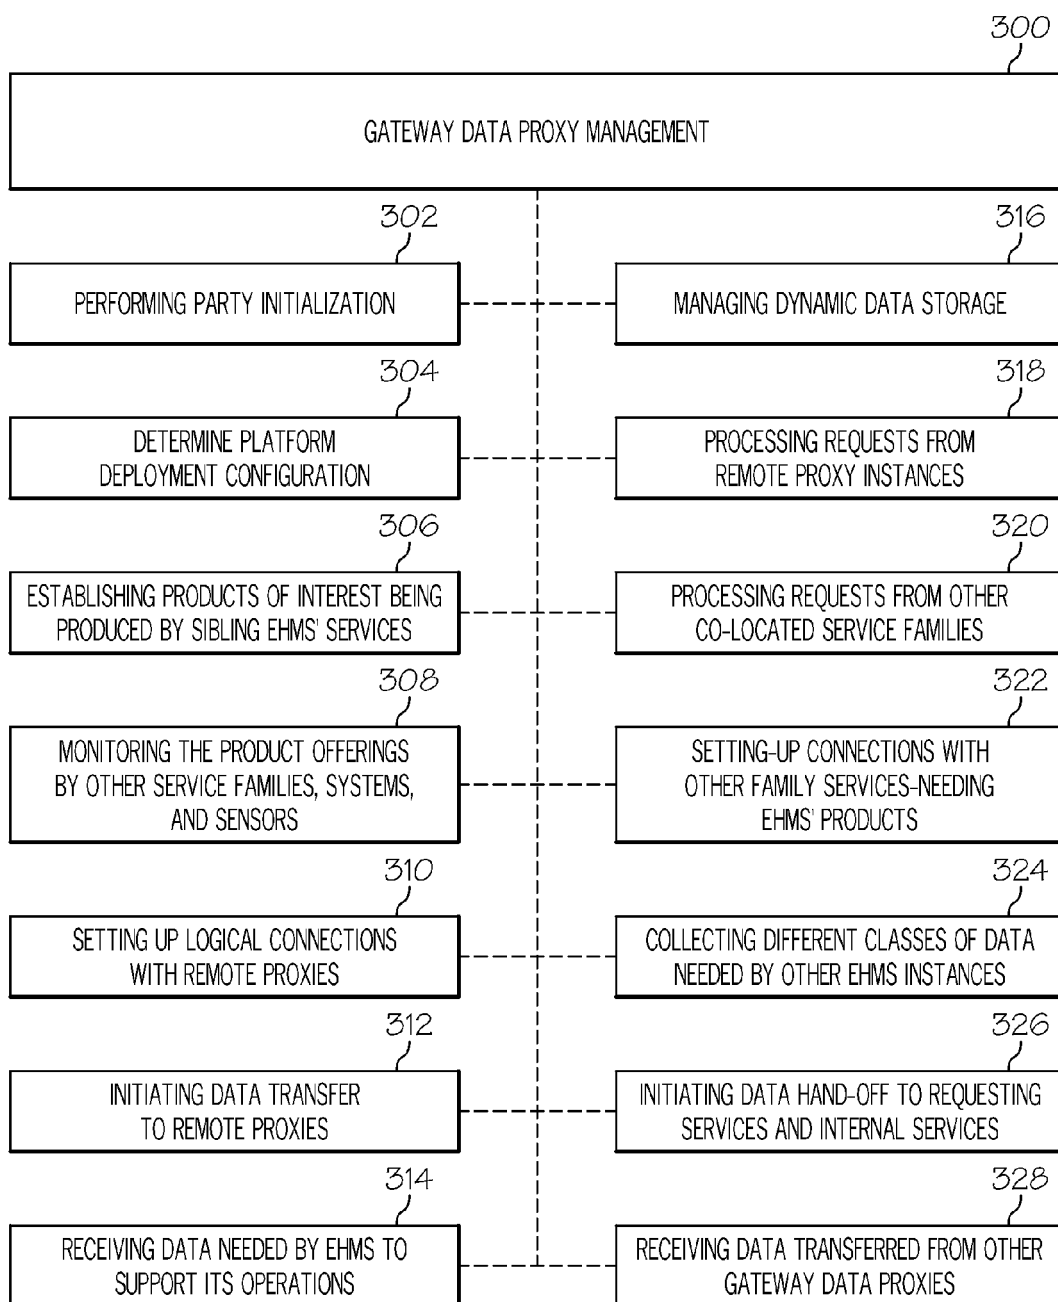 300
GATEWAY DATA PROXY MANAGEMENT
302
PERFORMING PARTY INITIALIZATION
316
MANAGING DYNAMIC DATA STORAGE
304
DETERMINE PLATFORM
DEPLOYMENT CONFIGURATION
318
PROCESSING REQUESTS FROM
REMOTE PROXY INSTANCES
306
ESTABLISHING PRODUCTS OF INTEREST BEING
PRODUCED BY SIBLING EHMS' SERVICES
320
PROCESSING REQUESTS FROM OTHER
CO-LOCATED SERVICE FAMILIES
308
MONITORING THE PRODUCT OFFERINGS
BY OTHER SERVICE FAMILIES, SYSTEMS,
AND SENSORS
322
SETTING-UP CONNECTIONS WITH
OTHER FAMILY SERVICES-NEEDING
EHMS' PRODUCTS
310
SETTING UP LOGICAL CONNECTIONS
WITH REMOTE PROXIES
324
COLLECTING DIFFERENT CLASSES OF DATA
NEEDED BY OTHER EHMS INSTANCES
312
INITIATING DATA TRANSFER
TO REMOTE PROXIES
326
INITIATING DATA HAND-OFF TO REQUESTING
SERVICES AND INTERNAL SERVICES
314
RECEIVING DATA NEEDED BY EHMS TO
SUPPORT ITS OPERATIONS
328
RECEIVING DATA TRANSFERRED FROM OTHER
GATEWAY DATA PROXIES